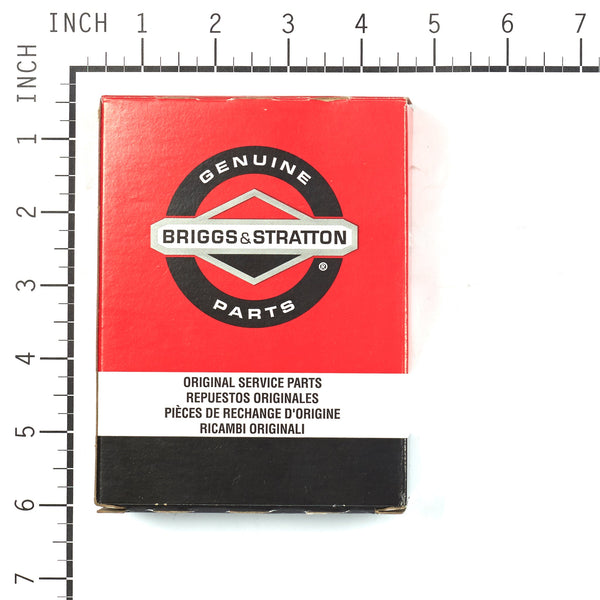 INCH 1 2 3 4 5 6 7
INCH
1
2
3
4
5
6
7
GENUINE
BRIGGS&STRATTON
®
PARTS
ORIGINAL SERVICE PARTS
REPUESTOS ORIGINALES
PIÈCES DE RECHANGE D'ORIGINE
RICAMBI ORIGINALI